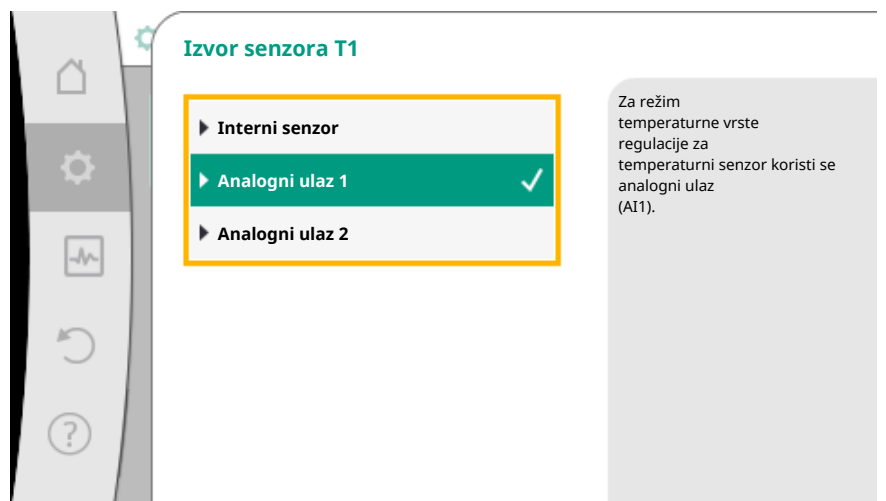 Izvor senzora T1
Interni senzor
Analogni ulaz 1
Analogni ulaz 2
Za režim
temperaturne vrste
regulacije za
temperaturni senzor koristi se
analogni ulaz
(AI1).
?